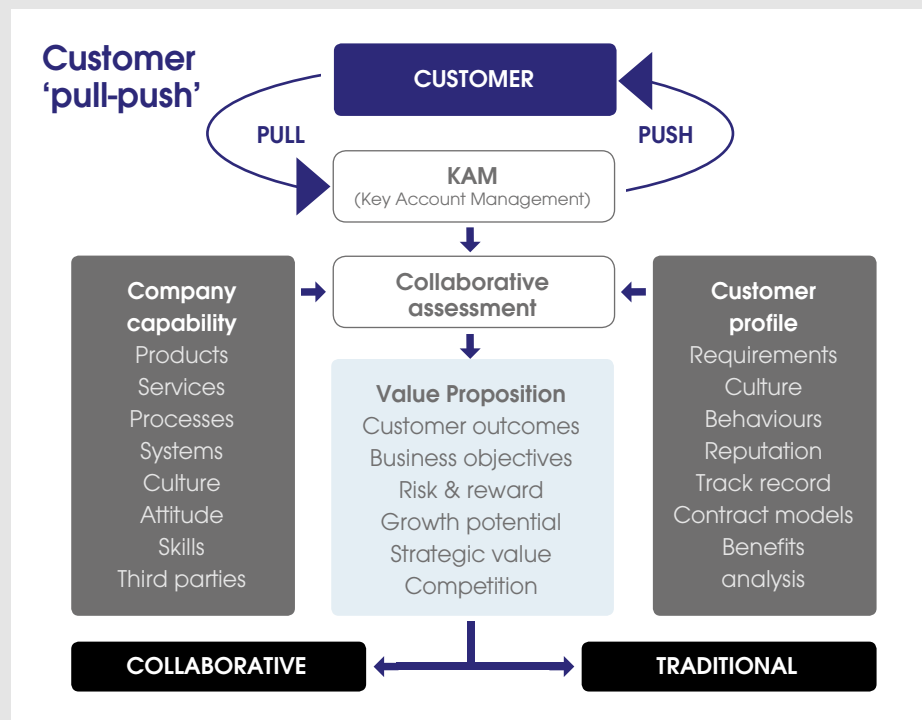 Customer
‘pull-push’
CUSTOMER
PULL
PUSH
KAM
(Key Account Management)
Collaborative
assessment
Company
capability
Products
Services
Processes
Systems
Culture
Attitude
Skills
Third parties
Value Proposition
Customer outcomes
Business objectives
Risk & reward
Growth potential
Strategic value
Competition
Customer
profile
Requirements
Culture
Behaviours
Reputation
Track record
Contract models
Benefits
analysis
COLLABORATIVE
TRADITIONAL